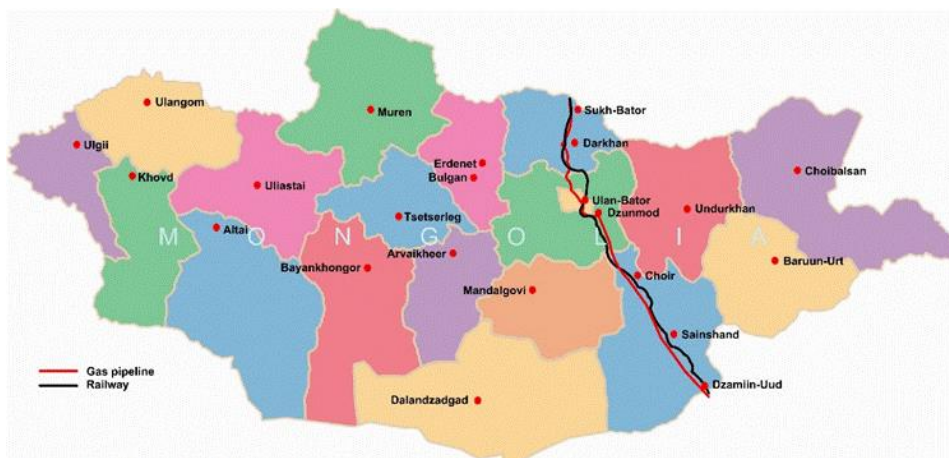 Ulangom
Muren
Sukh-Bator
Darkhan
Ulgii
Khovd
Uliastai
Erdenet
Bulgan
Choibalsan
Ulan-Bator
Dzunmod
Undurkhan
Tsetserleg
Altai
MONGOLIA
Arvaikheer
Bayankhongor
Baruun-Urt
Choir
Mandalgovi
Sainshand
Gas pipeline
Railway
Dzamiin-Uud
Dalandzadgad